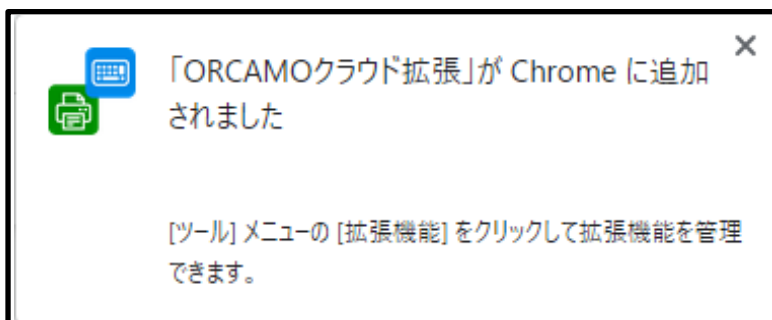 「ORCAMOクラウド拡張」が Chrome に追加
されました
[ツール] メニューの [拡張機能] をクリックして拡張機能を管理
できます。